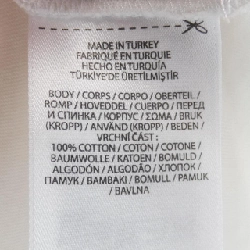 MADE IN TURKEY
FABRIQUÉ EN TURQUIE
HECHO EN TURQUÍA
TÜRKİYE'DE ÜRETİLMİŞTİR
BODY / CORPS / CORPO / OBERTEIL /
ROMP / HOVEDDEL / CUERPO / ПЕРЕД
И СПИНКА / КОРПУС / ΣΩΜΑ / BRUK
(KROPP) / ANVÄND (KROPP) / BEDEN /
VRCHNÍ ČÁST :
100% COTTON / COTON / COTONE /
BAUMWOLLE / KATOEN / BOMULD /
ALGODÓN / ALGODÃO / ХЛОПОК /
ПАМУК / ΒΑΜΒΑΚΙ / BOMULL / PAMUK
/ BAVLNA